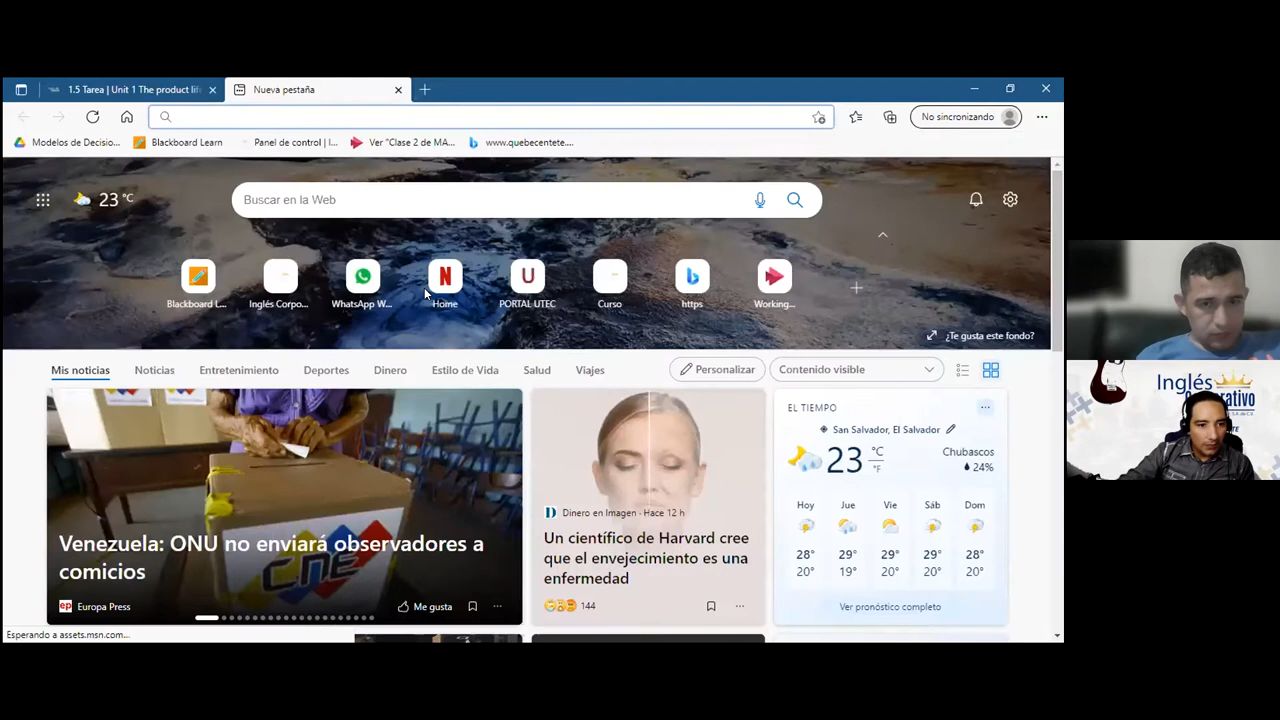 1.5 Tarea | Unit 1 The product life
Nueva pestaña
No sincronizando
Modelos de Decisio...
Blackboard Learn
Panel de control | I...
Ver "Clase 2 de MA...
www.quebecentete....
23 °C
Buscar en la Web
Blackboard L...
Inglés Corpo...
WhatsApp W...
Home
PORTAL UTEC
Curso
https
Working...
¿Te gusta este fondo?
Mis noticias
Noticias
Entretenimiento
Deportes
Dinero
Estilo de Vida
Salud
Viajes
Personalizar
Contenido visible
CNE
Venezuela: ONU no enviará observadores a
comicios
ep Europa Press
Me gusta
Dinero en Imagen · Hace 12 h
Un científico de Harvard cree
que el envejecimiento es una
enfermedad
144
EL TIEMPO
San Salvador, El Salvador
23 °C
°F
Chubascos
24%
Hoy Jue Vie Sáb Dom
28° 29° 29° 29° 28°
20° 19° 20° 20° 20°
Ver pronóstico completo
Esperando a assets.msn.com...
Inglés